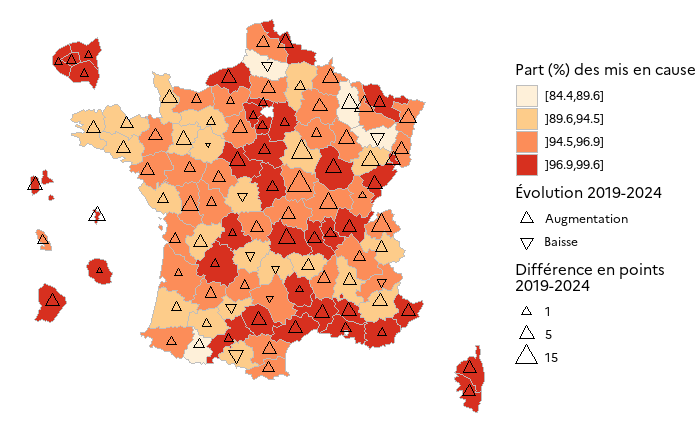 Part (%) des mis en cause
[84.4,89.6]
]89.6,94.5]
]94.5,96.9]
]96.9,99.6]
Évolution 2019-2024
Augmentation
Baisse
Différence en points
2019-2024
1
5
15